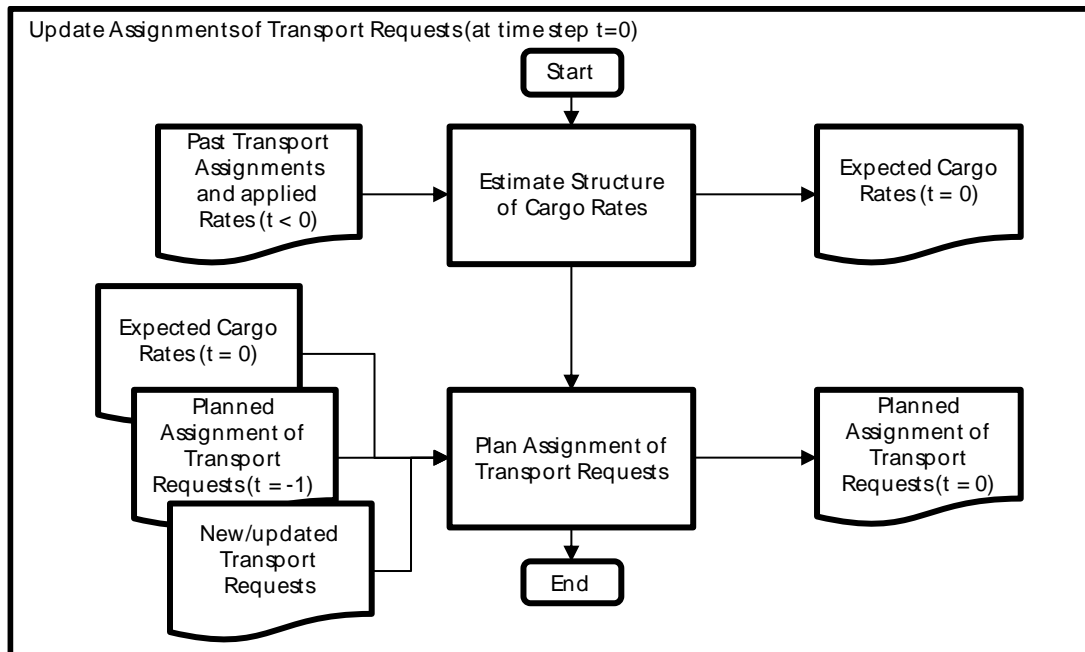 Update Assignments of Transport Requests (at time step t=0)
Start
Past Transport
Assignments
and applied
Rates (t < 0)
Estimate Structure
of Cargo Rates
Expected Cargo
Rates (t = 0)
Expected Cargo
Rates (t = 0)
Planned
Assignment of
Transport
Requests (t = -1)
New/updated
Transport
Requests
Plan Assignment of
Transport Requests
Planned
Assignment of
Transport
Requests (t = 0)
End